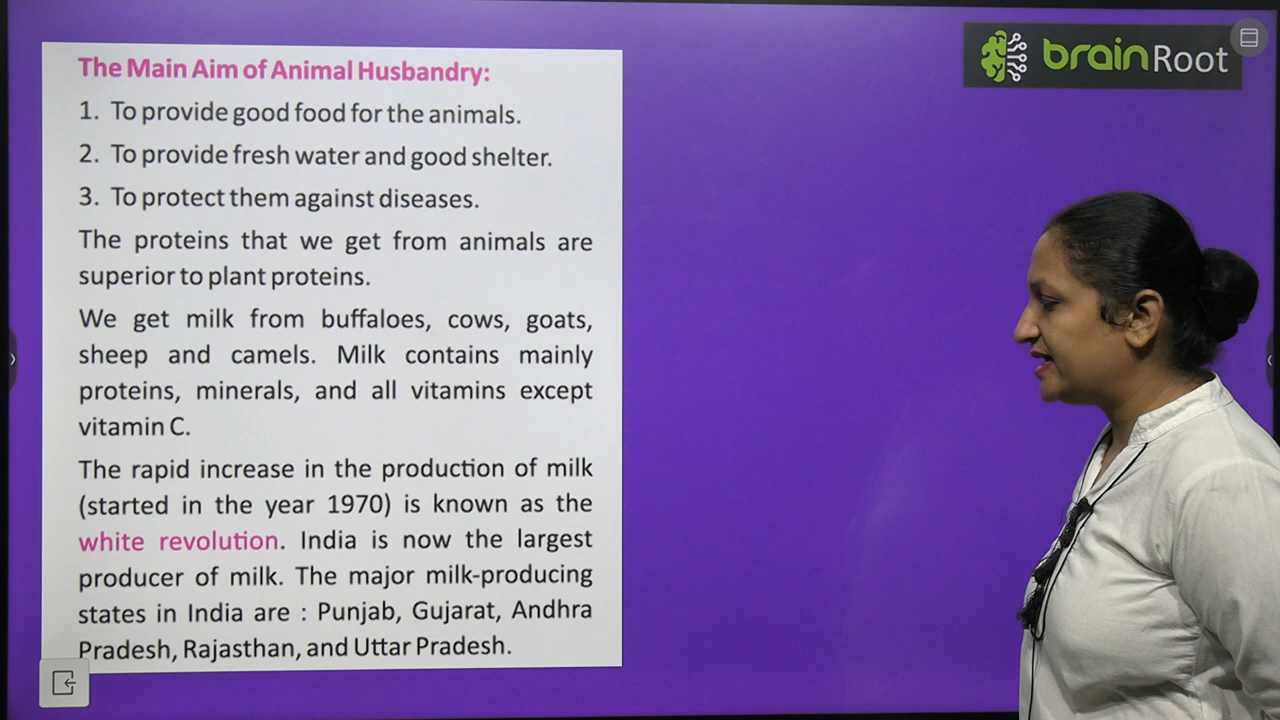 The Main Aim of Animal Husbandry:
1. To provide good food for the animals.
2. To provide fresh water and good shelter.
3. To protect them against diseases.
The proteins that we get from animals are
superior to plant proteins.
We get milk from buffaloes, cows, goats,
sheep and camels. Milk contains mainly
proteins, minerals, and all vitamins except
vitamin C.
The rapid increase in the production of milk
(started in the year 1970) is known as the
white revolution. India is now the largest
producer of milk. The major milk-producing
states in India are : Punjab, Gujarat, Andhra
Pradesh, Rajasthan, and Uttar Pradesh.
brainRoot